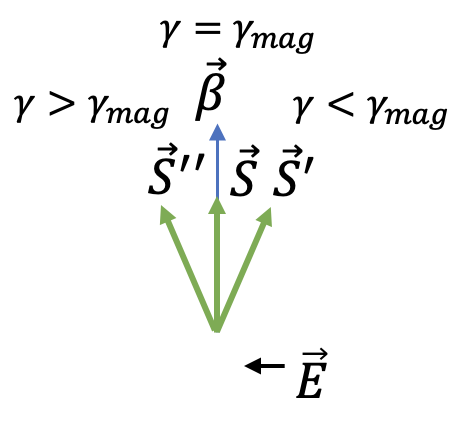 γ = γ_mag
γ > γ_mag β⃗ γ < γ_mag
S⃗′′ S⃗ S⃗′
E⃗